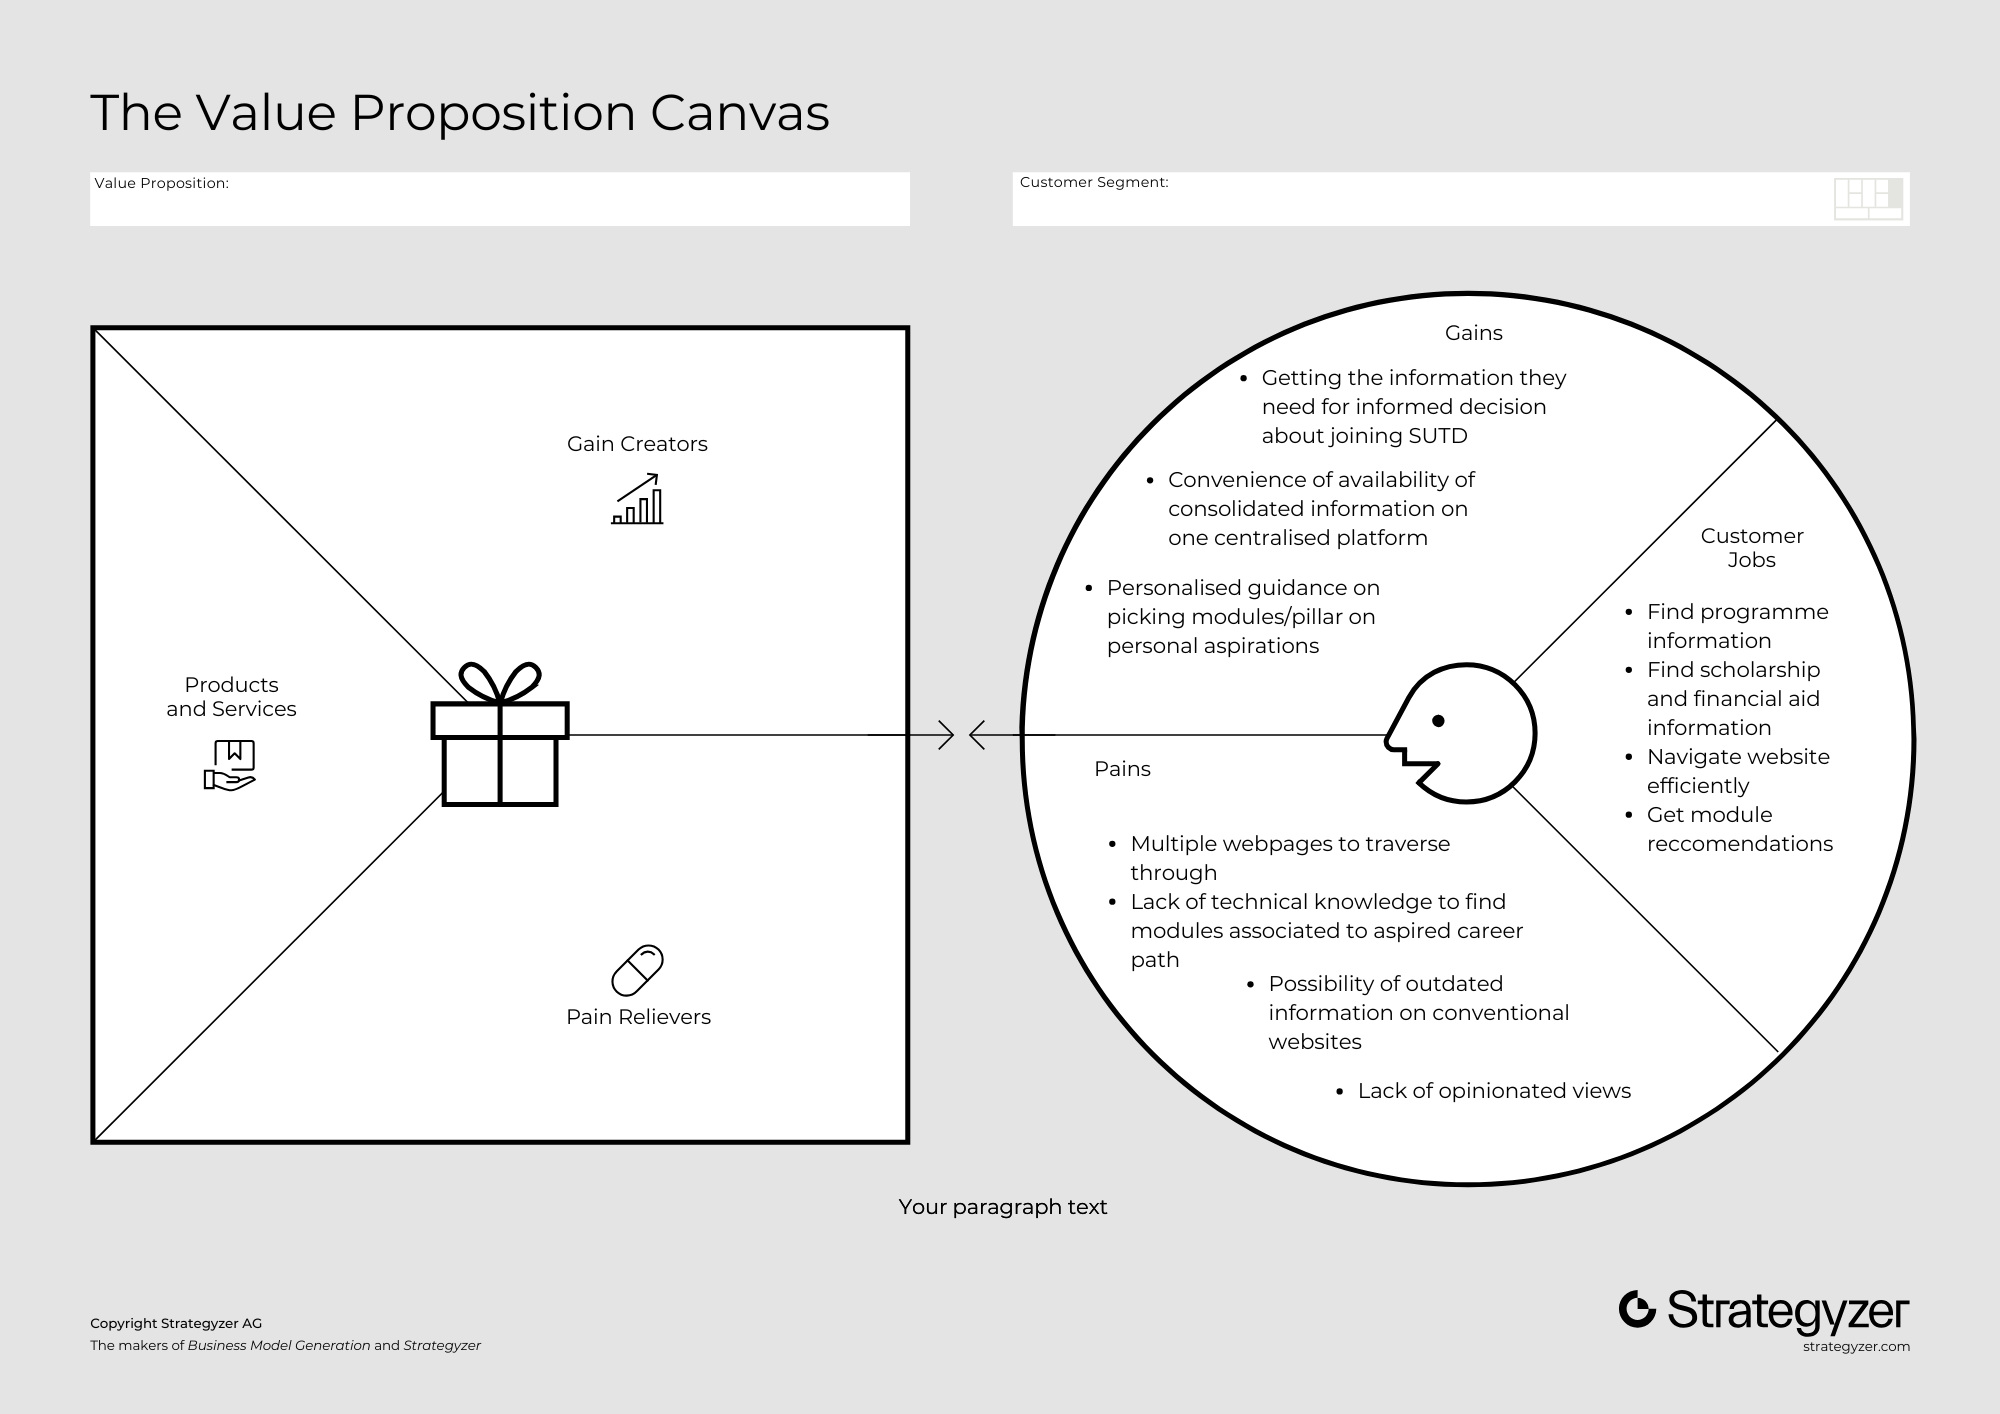 The Value Proposition Canvas
Value Proposition:
Customer Segment:
Gain Creators
Products
and Services
Pain Relievers
Gains
• Getting the information they
need for informed decision
about joining SUTD
• Convenience of availability of
consolidated information on
one centralised platform
• Personalised guidance on
picking modules/pillar on
personal aspirations
Customer
Jobs
• Find programme
information
• Find scholarship
and financial aid
information
• Navigate website
efficiently
• Get module
reccomendations
Pains
• Multiple webpages to traverse
through
• Lack of technical knowledge to find
modules associated to aspired career
path
• Possibility of outdated
information on conventional
websites
• Lack of opinionated views
Your paragraph text
Copyright Strategyzer AG
The makers of Business Model Generation and Strategyzer
Strategyzer
strategyzer.com